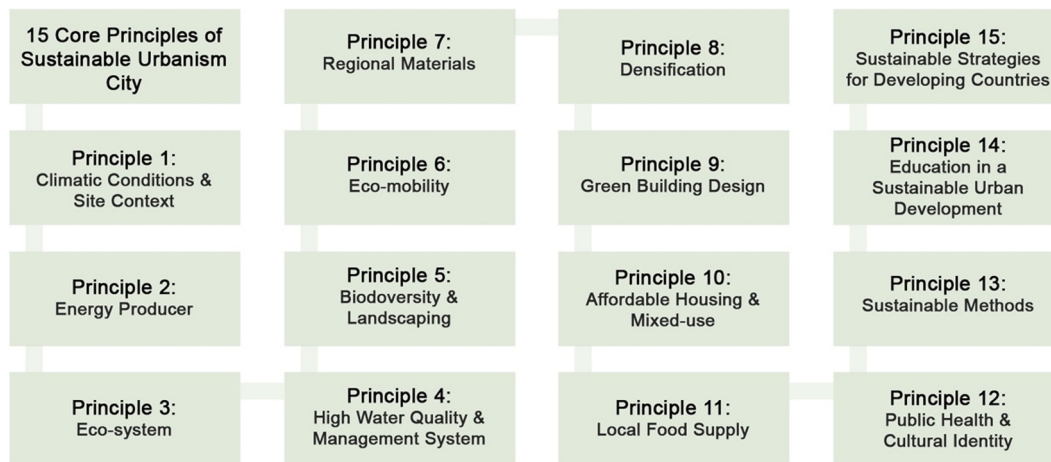 15 Core Principles of
Sustainable Urbanism
City
Principle 1:
Climatic Conditions &
Site Context
Principle 2:
Energy Producer
Principle 3:
Eco-system
Principle 4:
High Water Quality &
Management System
Principle 5:
Biodoversity &
Landscaping
Principle 6:
Eco-mobility
Principle 7:
Regional Materials
Principle 8:
Densification
Principle 9:
Green Building Design
Principle 10:
Affordable Housing &
Mixed-use
Principle 11:
Local Food Supply
Principle 12:
Public Health &
Cultural Identity
Principle 13:
Sustainable Methods
Principle 14:
Education in a
Sustainable Urban
Development
Principle 15:
Sustainable Strategies
for Developing Countries